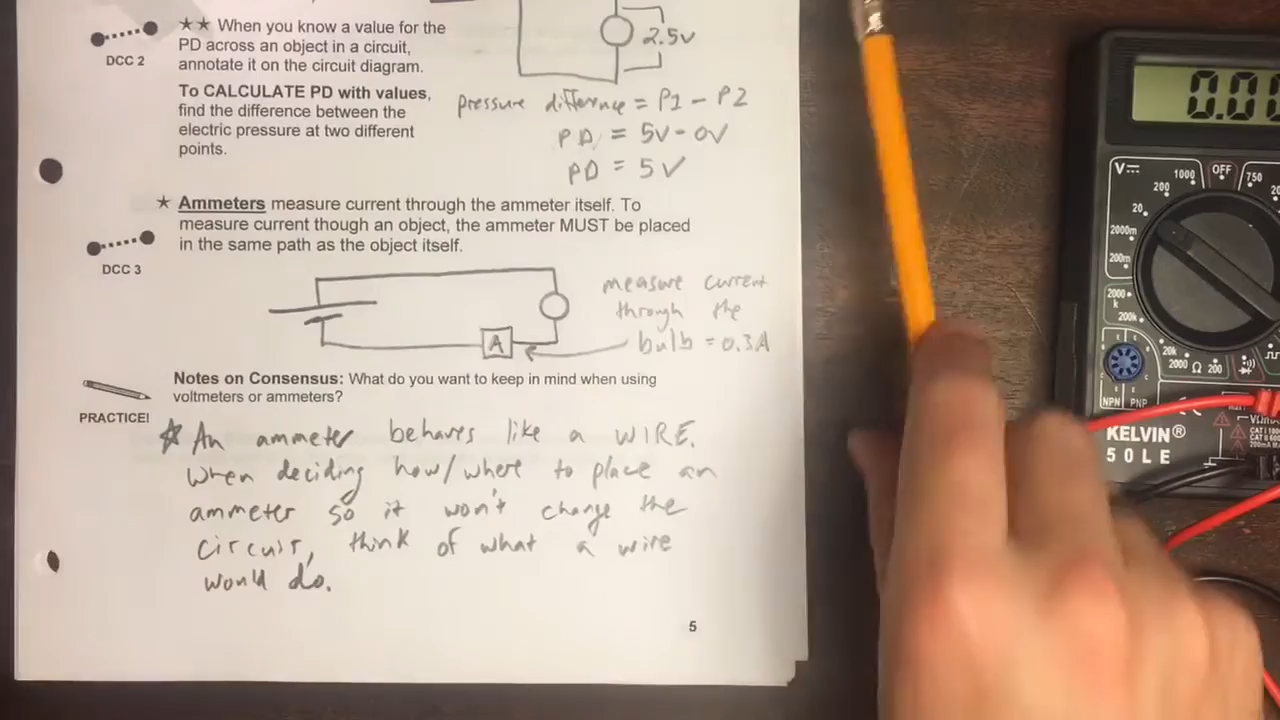 ★★ When you know a value for the
PD across an object in a circuit,
annotate it on the circuit diagram.
DCC 2
2.5v
To CALCULATE PD with values,
find the difference between the
electric pressure at two different
points.
pressure difference = P1 - P2
PD = 5V - 0V
PD = 5V
★ Ammeters measure current through the ammeter itself. To
measure current though an object, the ammeter MUST be placed
in the same path as the object itself.
DCC 3
A
measure current
through the
bulb = 0.3A
Notes on Consensus: What do you want to keep in mind when using
voltmeters or ammeters?
PRACTICE!
☆ An ammeter behaves like a WIRE.
When deciding how/where to place an
ammeter so it won't change the
circuit, think of what a wire
would do.
5
0.00
V
1000
OFF
750
200
20
2000m
200m
2000
k
200k
20k
2000 Ω 200
NPN PNP
KELVIN®
50LE